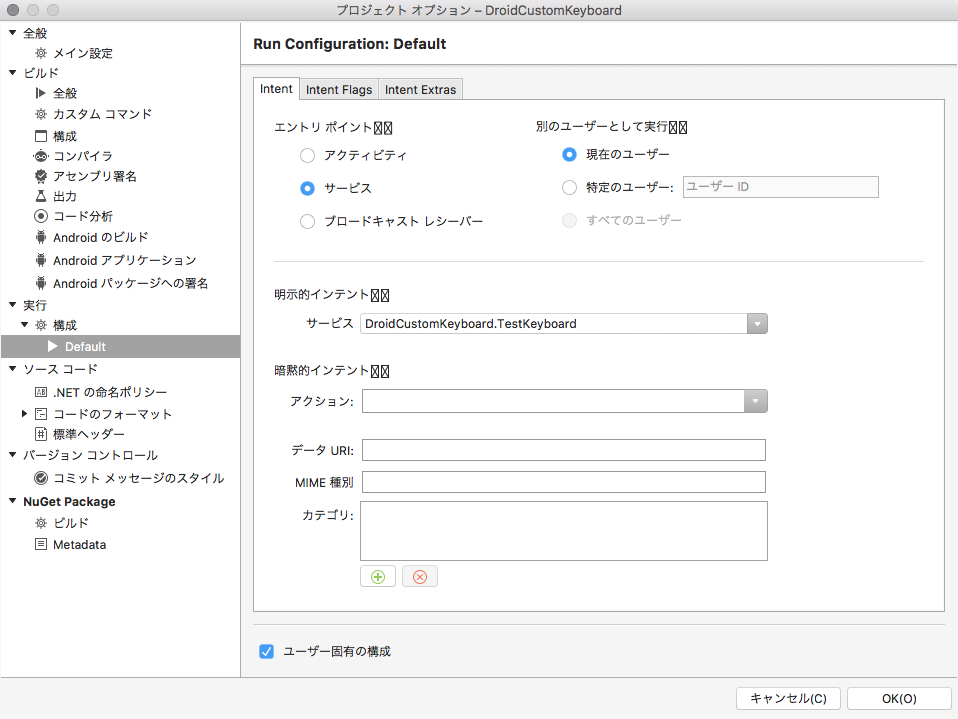 プロジェクト オプション – DroidCustomKeyboard
全般
メイン設定
ビルド
全般
カスタム コマンド
構成
コンパイラ
アセンブリ署名
出力
コード分析
Android のビルド
Android アプリケーション
Android パッケージへの署名
実行
構成
Default
ソース コード
.NET の命名ポリシー
コードのフォーマット
標準ヘッダー
バージョン コントロール
コミット メッセージのスタイル
NuGet Package
ビルド
Metadata
Run Configuration: Default
Intent
Intent Flags
Intent Extras
エントリ ポイント
アクティビティ
サービス
ブロードキャスト レシーバー
別のユーザーとして実行
現在のユーザー
特定のユーザー:
ユーザー ID
すべてのユーザー
明示的インテント
サービス
DroidCustomKeyboard.TestKeyboard
暗黙的インテント
アクション:
データ URI:
MIME 種別
カテゴリ:
ユーザー固有の構成
キャンセル(C)
OK(O)